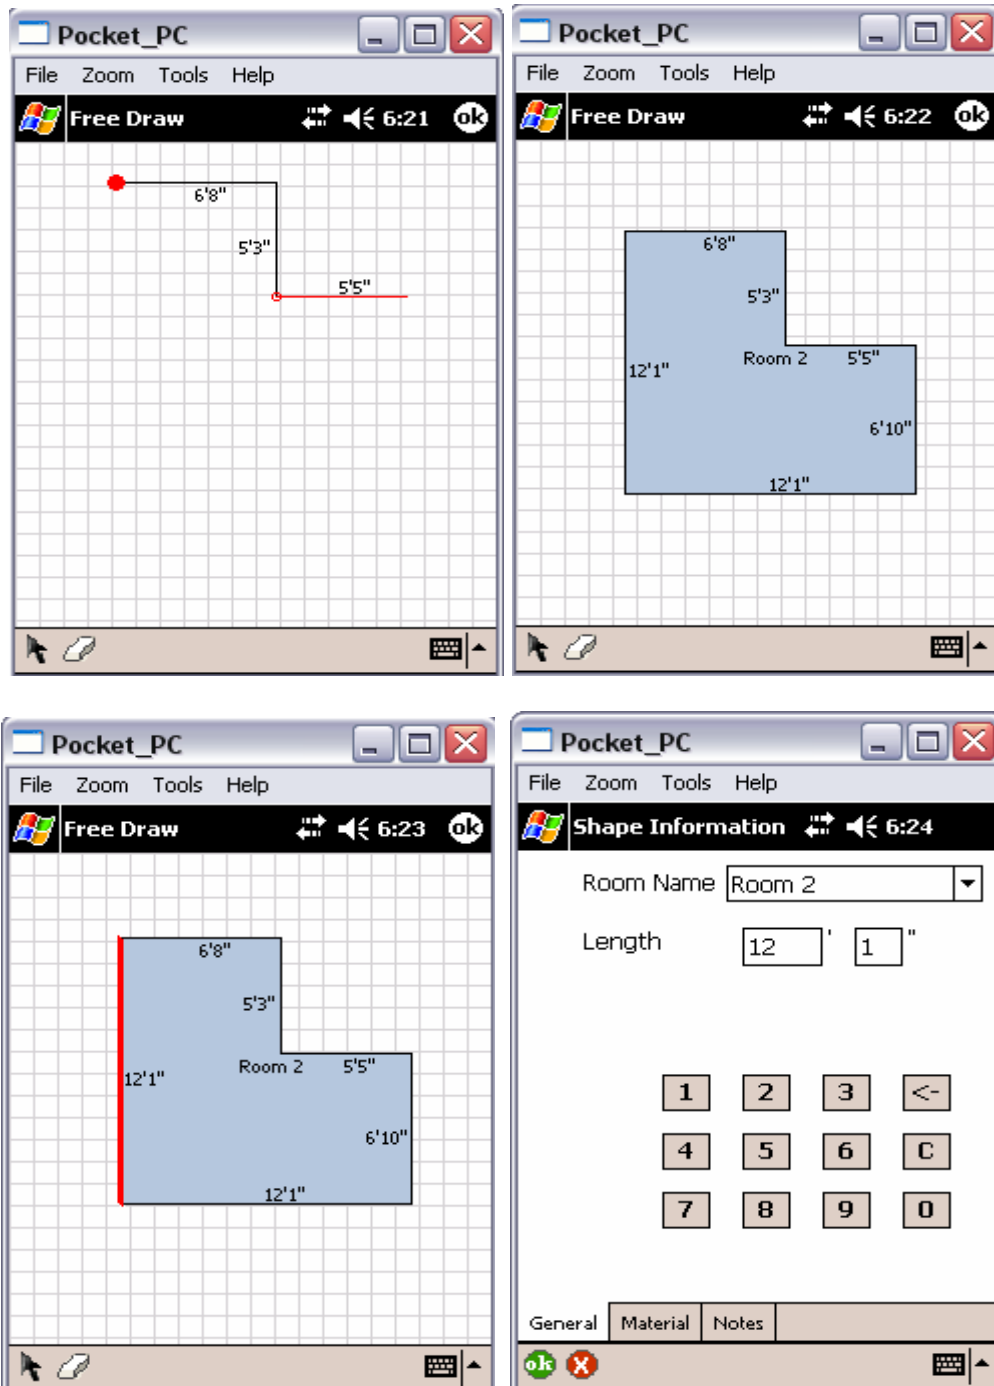 Pocket_PC
File Zoom Tools Help
Free Draw 6:21 ok
6'8"
5'3"
5'5"
Pocket_PC
File Zoom Tools Help
Free Draw 6:22 ok
6'8"
5'3"
Room 2 5'5"
12'1"
6'10"
12'1"
Pocket_PC
File Zoom Tools Help
Free Draw 6:23 ok
6'8"
5'3"
Room 2 5'5"
12'1"
6'10"
12'1"
Pocket_PC
File Zoom Tools Help
Shape Information 6:24
Room Name Room 2
Length 12 ' 1 "
1 2 3 <-
4 5 6 C
7 8 9 0
General Material Notes
ok